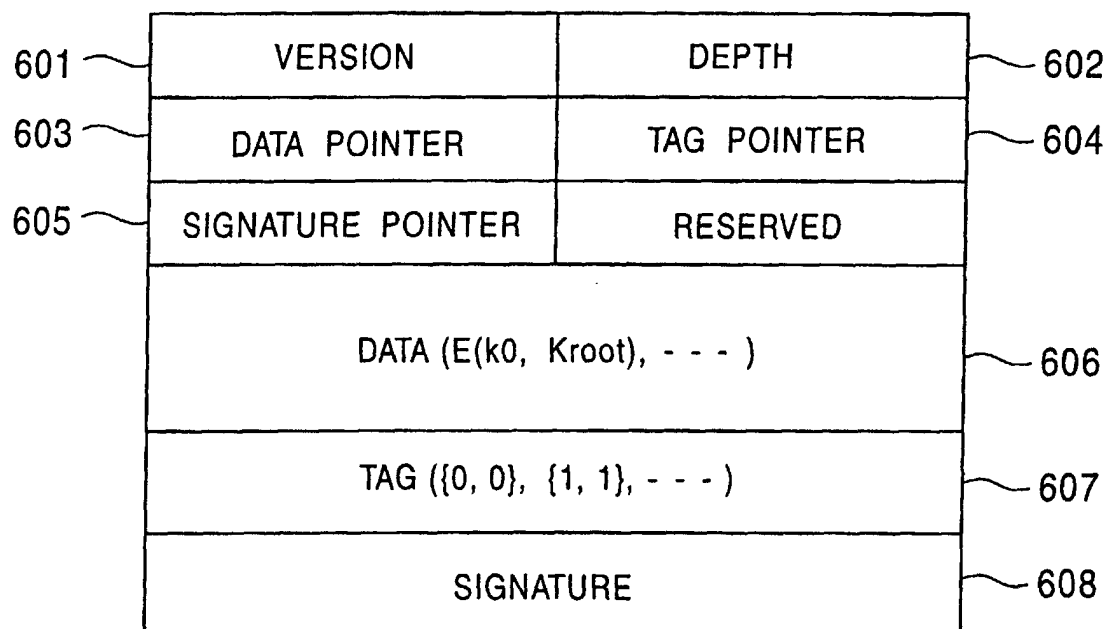 601 VERSION DEPTH 602
603 DATA POINTER TAG POINTER 604
605 SIGNATURE POINTER RESERVED
DATA (E(k0, Kroot), - - - ) 606
TAG ({0, 0}, {1, 1}, - - - ) 607
SIGNATURE 608